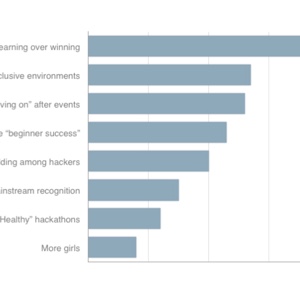 earning over winning
clusive environments
ving on” after events
e “beginner success”
ding among hackers
instream recognition
Healthy” hackathons
More girls